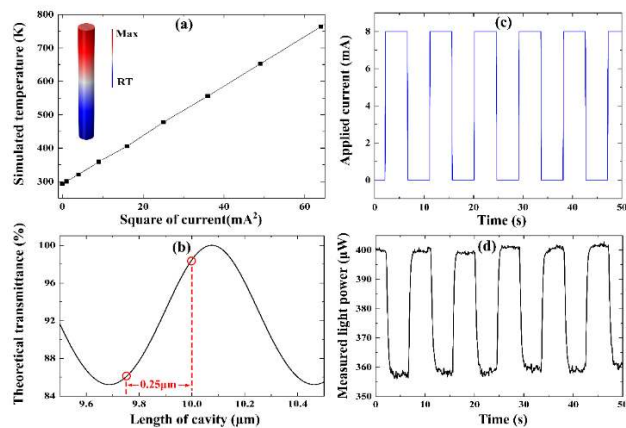 (a)
Max
RT
Simulated temperature (K)
800
700
600
500
400
300
0
20
40
60
Square of current(mA²)
(c)
Applied current (mA)
8
6
4
2
0
0
10
20
30
40
50
Time (s)
(b)
Theoretical transmittance (%)
100
96
92
88
84
0.25μm
9.6
9.8
10.0
10.2
10.4
Length of cavity (μm)
(d)
Measured light power (μW)
400
390
380
370
360
350
0
10
20
30
40
50
Time (s)